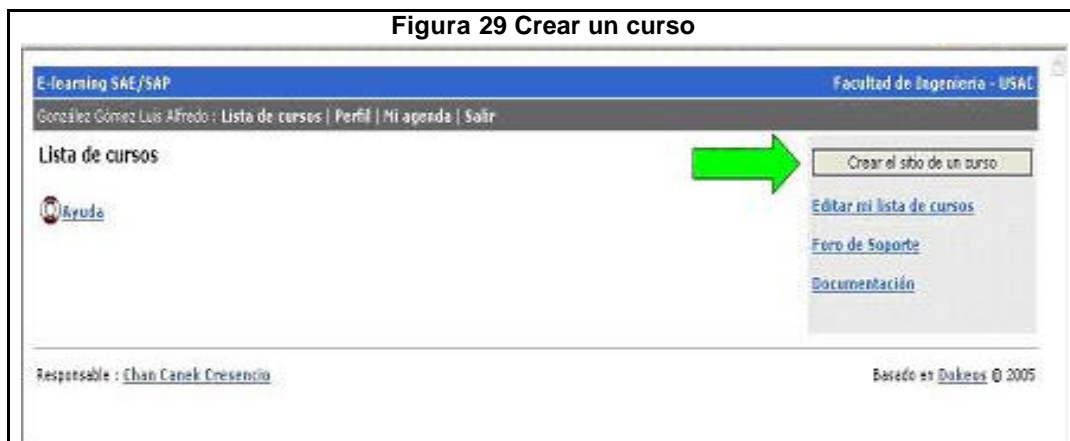 Figura 29 Crear un curso
E-learning SAE/SAP
Facultad de Ingenieria - USAC
González Gómez Luis Alfredo : Lista de cursos | Perfil | Mi agenda | Salir
Lista de cursos
Crear el sitio de un curso
Ayuda
Editar mi lista de cursos
Foro de Soporte
Documentación
Responsable : Chan Canek Cresencio
Basado en Dokeos © 2005